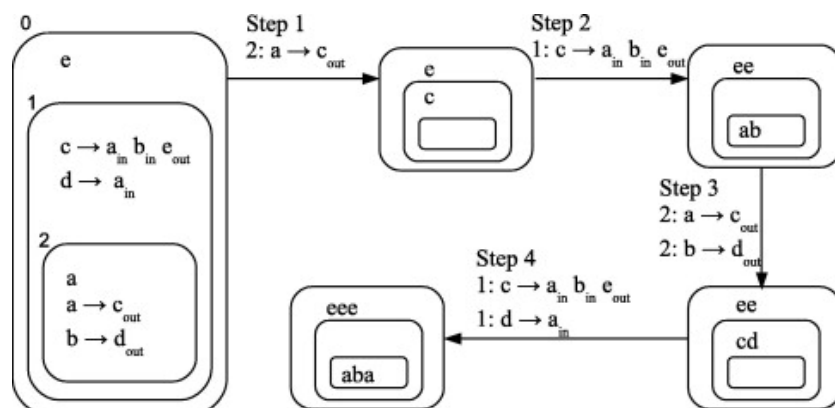 0
e
1
c → a_in b_in e_out
d → a_in
2
a
a → c_out
b → d_out
Step 1
2: a → c_out
e
c
Step 2
1: c → a_in b_in e_out
ee
ab
Step 3
2: a → c_out
2: b → d_out
ee
cd
Step 4
1: c → a_in b_in e_out
1: d → a_in
eee
aba